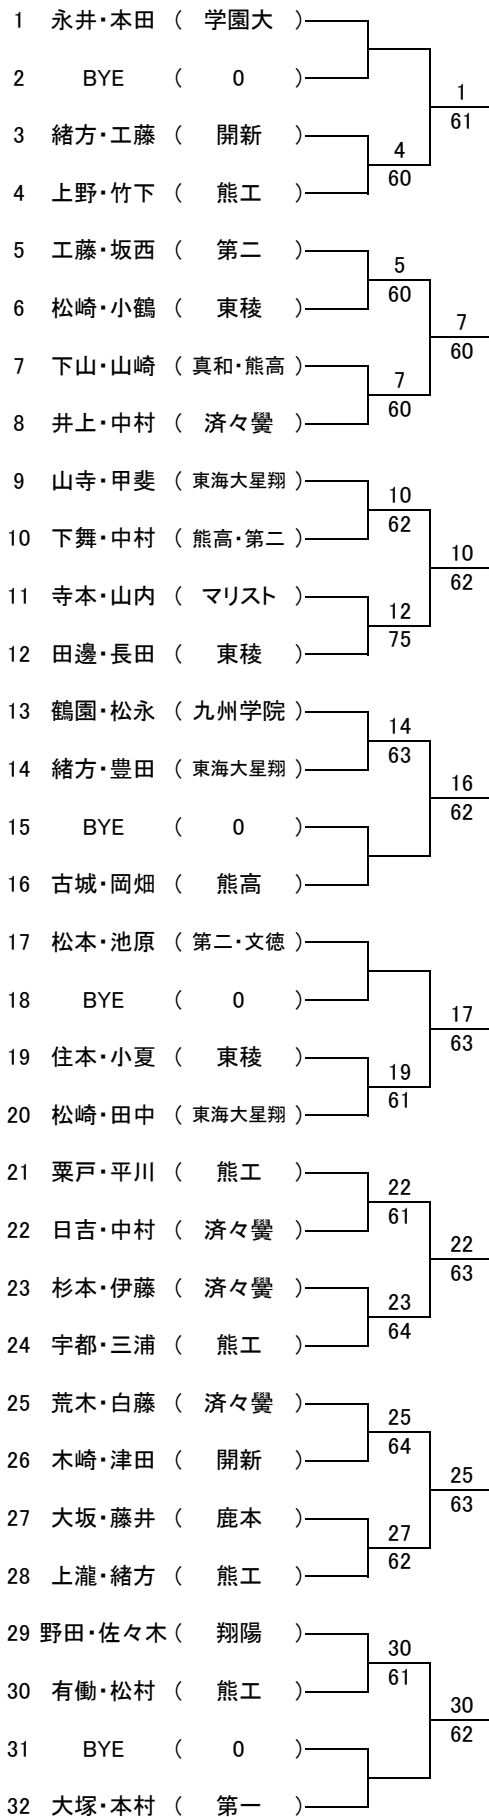 1 永井・本田 ( 学園大 )
2 BYE ( 0 )
1
61
3 緒方・工藤 ( 開新 )
4
60
4 上野・竹下 ( 熊工 )
5 工藤・坂西 ( 第二 )
5
60
6 松崎・小鶴 ( 東稜 )
7
60
7 下山・山崎 ( 真和・熊高 )
7
60
8 井上・中村 ( 済々黌 )
9 山寺・甲斐 ( 東海大星翔 )
10
62
10 下舞・中村 ( 熊高・第二 )
10
62
11 寺本・山内 ( マリスト )
12
75
12 田邊・長田 ( 東稜 )
13 鶴園・松永 ( 九州学院 )
14
63
14 緒方・豊田 ( 東海大星翔 )
16
62
15 BYE ( 0 )
16 古城・岡畑 ( 熊高 )
17 松本・池原 ( 第二・文徳 )
18 BYE ( 0 )
17
63
19 住本・小夏 ( 東稜 )
19
61
20 松崎・田中 ( 東海大星翔 )
21 粟戸・平川 ( 熊工 )
22
61
22 日吉・中村 ( 済々黌 )
22
63
23 杉本・伊藤 ( 済々黌 )
23
64
24 宇都・三浦 ( 熊工 )
25 荒木・白藤 ( 済々黌 )
25
64
26 木崎・津田 ( 開新 )
25
63
27 大坂・藤井 ( 鹿本 )
27
62
28 上瀧・緒方 ( 熊工 )
29 野田・佐々木 ( 翔陽 )
30
61
30 有働・松村 ( 熊工 )
30
62
31 BYE ( 0 )
32 大塚・本村 ( 第一 )